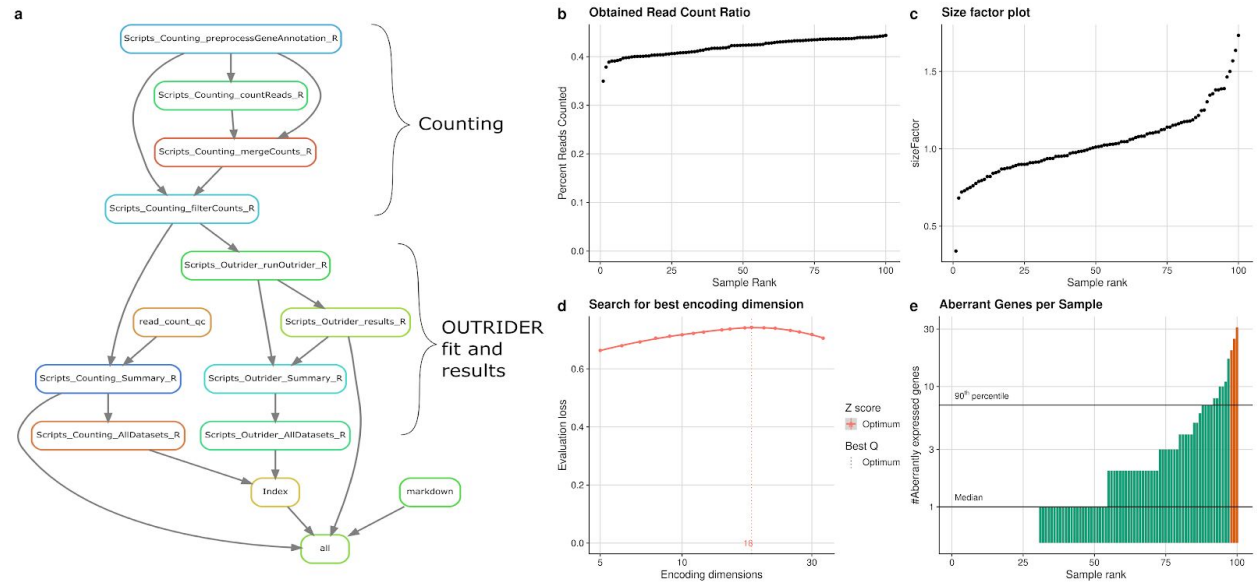 a
Scripts_Counting_preprocessGeneAnnotation_R
Scripts_Counting_countReads_R
Scripts_Counting_mergeCounts_R
Scripts_Counting_filterCounts_R
Counting
Scripts_Outrider_runOutrider_R
read_count_qc
Scripts_Outrider_results_R
OUTRIDER
fit and
results
Scripts_Counting_Summary_R
Scripts_Outrider_Summary_R
Scripts_Counting_AllDatasets_R
Scripts_Outrider_AllDatasets_R
Index
markdown
all
b
Obtained Read Count Ratio
Percent Reads Counted
0.4
0.3
0.2
0.1
0.0
0 25 50 75 100
Sample Rank
c
Size factor plot
sizeFactor
1.5
1.0
0.5
0 25 50 75 100
Sample rank
d
Search for best encoding dimension
Evaluation loss
0.6
0.4
0.2
0.0
18
5 10 30
Encoding dimensions
Z score
Optimum
Best Q
Optimum
e
Aberrant Genes per Sample
#Aberrantly expressed genes
30
10
3
1
90th percentile
Median
0 25 50 75 100
Sample rank